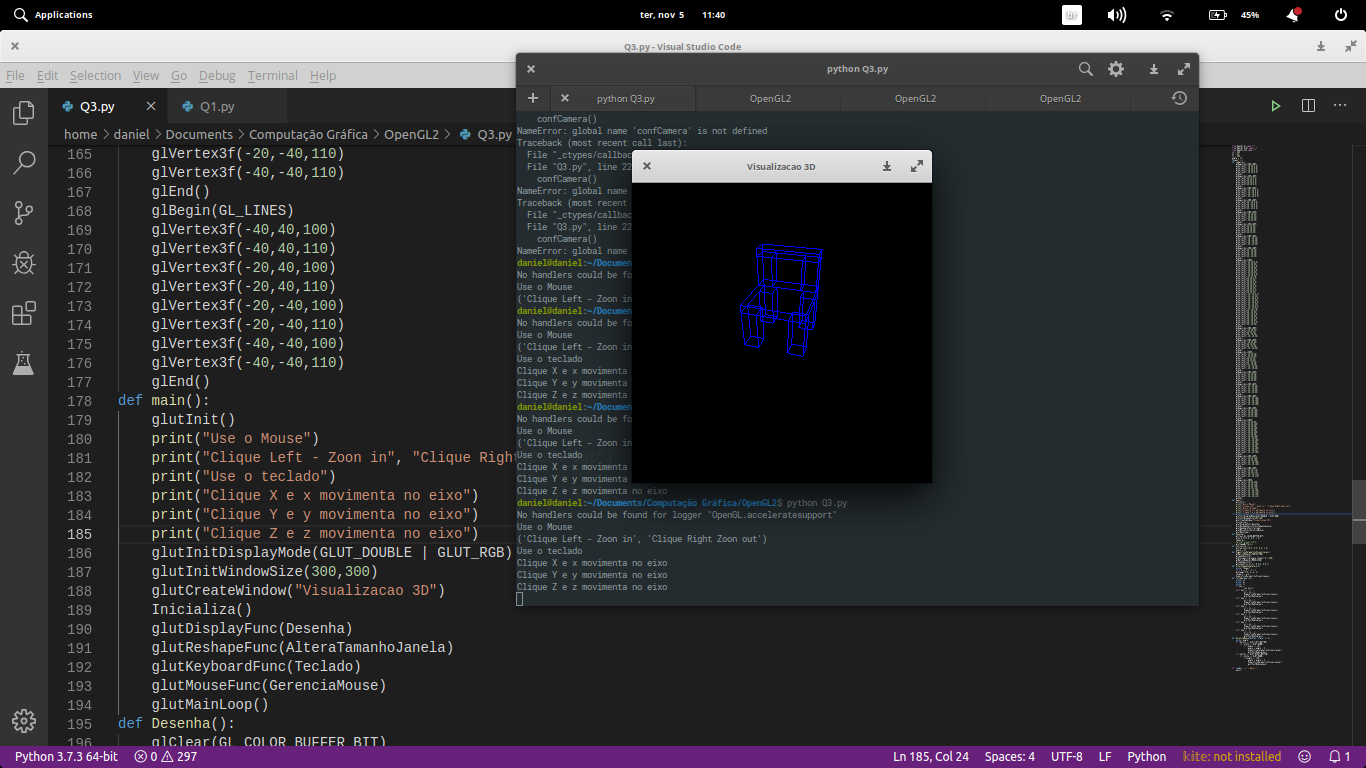 Applications
ter, nov 5 11:40
br
45%
Q3.py - Visual Studio Code
File Edit Selection View Go Debug Terminal Help
Q3.py
Q1.py
home > daniel > Documents > Computação Gráfica > OpenGL2 > Q3.py
165 glVertex3f(-20,-40,110)
166 glVertex3f(-40,-40,110)
167 glEnd()
168 glBegin(GL_LINES)
169 glVertex3f(-40,40,100)
170 glVertex3f(-40,40,110)
171 glVertex3f(-20,40,100)
172 glVertex3f(-20,40,110)
173 glVertex3f(-20,-40,100)
174 glVertex3f(-20,-40,110)
175 glVertex3f(-40,-40,100)
176 glVertex3f(-40,-40,110)
177 glEnd()
178 def main():
179 glutInit()
180 print("Use o Mouse")
181 print("Clique Left - Zoon in", "Clique Right
182 print("Use o teclado")
183 print("Clique X e x movimenta no eixo")
184 print("Clique Y e y movimenta no eixo")
185 print("Clique Z e z movimenta no eixo")
186 glutInitDisplayMode(GLUT_DOUBLE | GLUT_RGB)
187 glutInitWindowSize(300,300)
188 glutCreateWindow("Visualizacao 3D")
189 Inicializa()
190 glutDisplayFunc(Desenha)
191 glutReshapeFunc(AlteraTamanhoJanela)
192 glutKeyboardFunc(Teclado)
193 glutMouseFunc(GerenciaMouse)
194 glutMainLoop()
195 def Desenha():
196 glClear(GL_COLOR_BUFFER_BIT)
python Q3.py
python Q3.py
OpenGL2
OpenGL2
OpenGL2
confCamera()
NameError: global name 'confCamera' is not defined
Traceback (most recent call last):
File "_ctypes/callbac
File "Q3.py", line 22
confCamera()
NameError: global name
Traceback (most recent
File "_ctypes/callbac
File "Q3.py", line 22
confCamera()
NameError: global name
daniel@daniel:~/Documen
No handlers could be fo
Use o Mouse
('Clique Left - Zoon in
daniel@daniel:~/Documen
No handlers could be fo
Use o Mouse
('Clique Left - Zoon in
Use o teclado
Clique X e x movimenta
Clique Y e y movimenta
Clique Z e z movimenta
daniel@daniel:~/Documen
No handlers could be fo
Use o Mouse
('Clique Left - Zoon in
Use o teclado
Clique X e x movimenta
Clique Y e y movimenta
Clique Z e z movimenta no eixo
daniel@daniel:~/Documents/Computação Gráfica/OpenGL2$ python Q3.py
No handlers could be found for logger "OpenGL.acceleratesupport"
Use o Mouse
('Clique Left - Zoon in', 'Clique Right Zoon out')
Use o teclado
Clique X e x movimenta no eixo
Clique Y e y movimenta no eixo
Clique Z e z movimenta no eixo
Visualizacao 3D
Python 3.7.3 64-bit
0
297
Ln 185, Col 24
Spaces: 4
UTF-8
LF
Python
kite: not installed
1